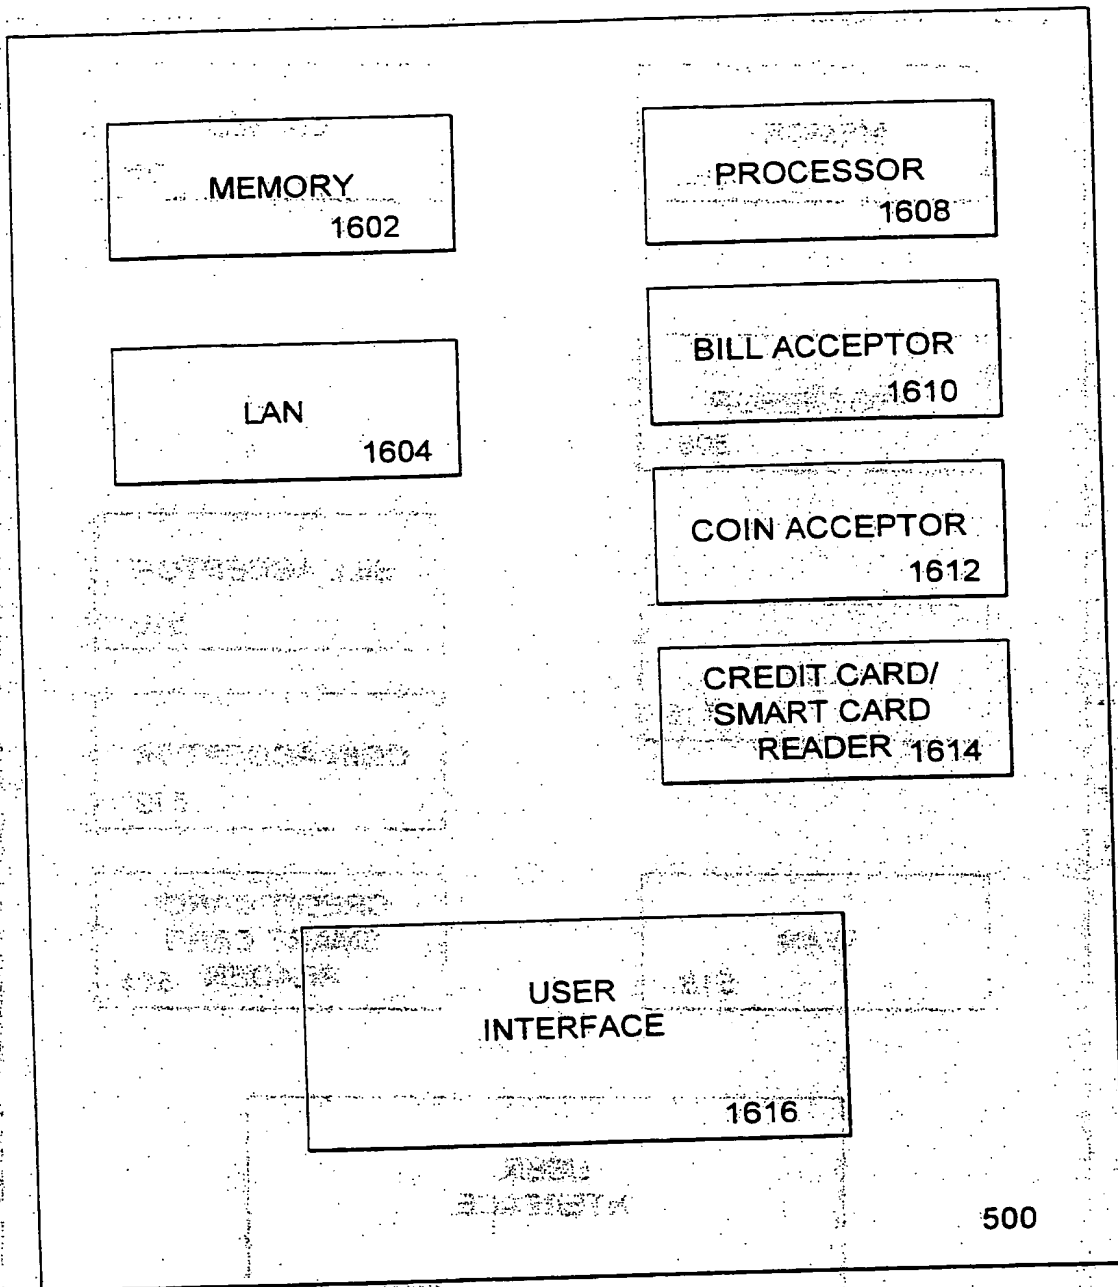 MEMORY
1602
PROCESSOR
1608
LAN
1604
BILL ACCEPTOR
1610
COIN ACCEPTOR
1612
CREDIT CARD/
SMART CARD
READER 1614
USER
INTERFACE
1616
500